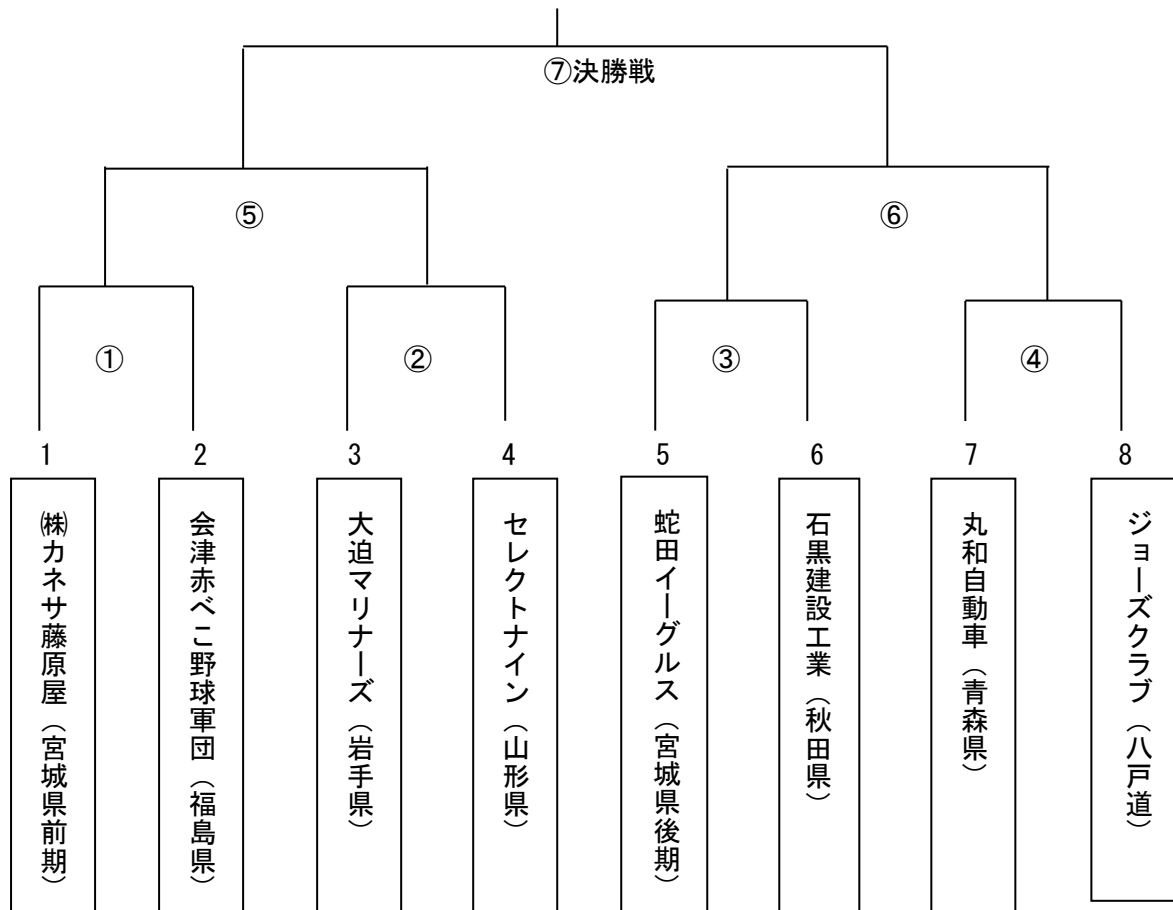 ⑦決勝戦
⑤
⑥
①
②
③
④
1
2
3
4
5
6
7
8
㈱カネサ藤原屋（宮城県前期）
会津赤べこ野球軍団（福島県）
大迫マリナーズ（岩手県）
セレクトナイン（山形県）
蛇田イーグルス（宮城県後期）
石黒建設工業（秋田県）
丸和自動車（青森県）
ジョーズクラブ（八戸道）